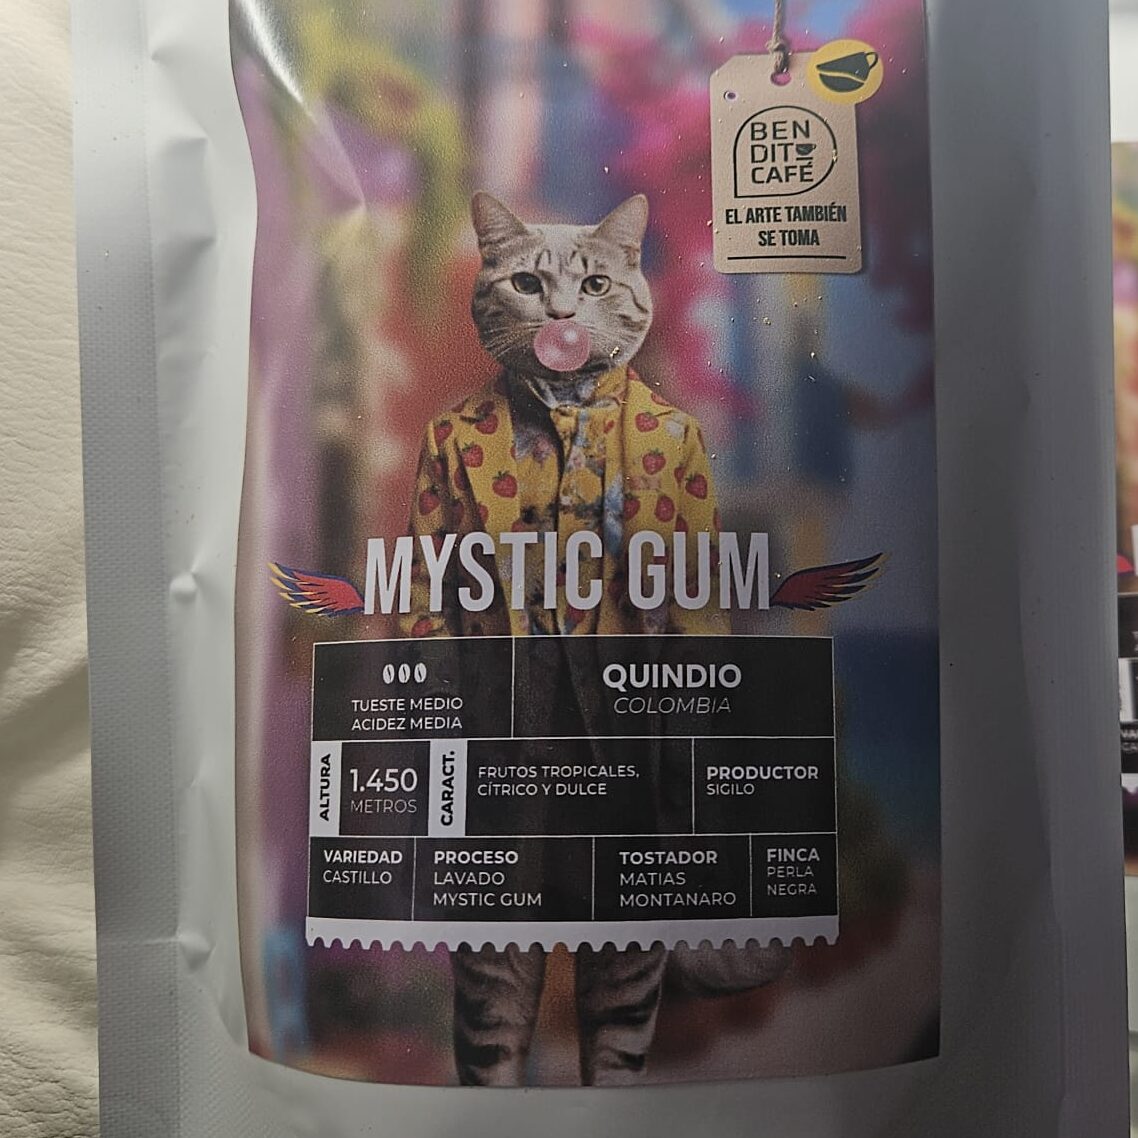 BEN
DITO
CAFÉ
EL ARTE TAMBIÉN
SE TOMA
MYSTIC GUM
TUESTE MEDIO
ACIDEZ MEDIA
QUINDIO
COLOMBIA
ALTURA
1.450
METROS
CARACT.
FRUTOS TROPICALES,
CÍTRICO Y DULCE
PRODUCTOR
SIGILO
VARIEDAD
CASTILLO
PROCESO
LAVADO
MYSTIC GUM
TOSTADOR
MATIAS
MONTANARO
FINCA
PERLA
NEGRA